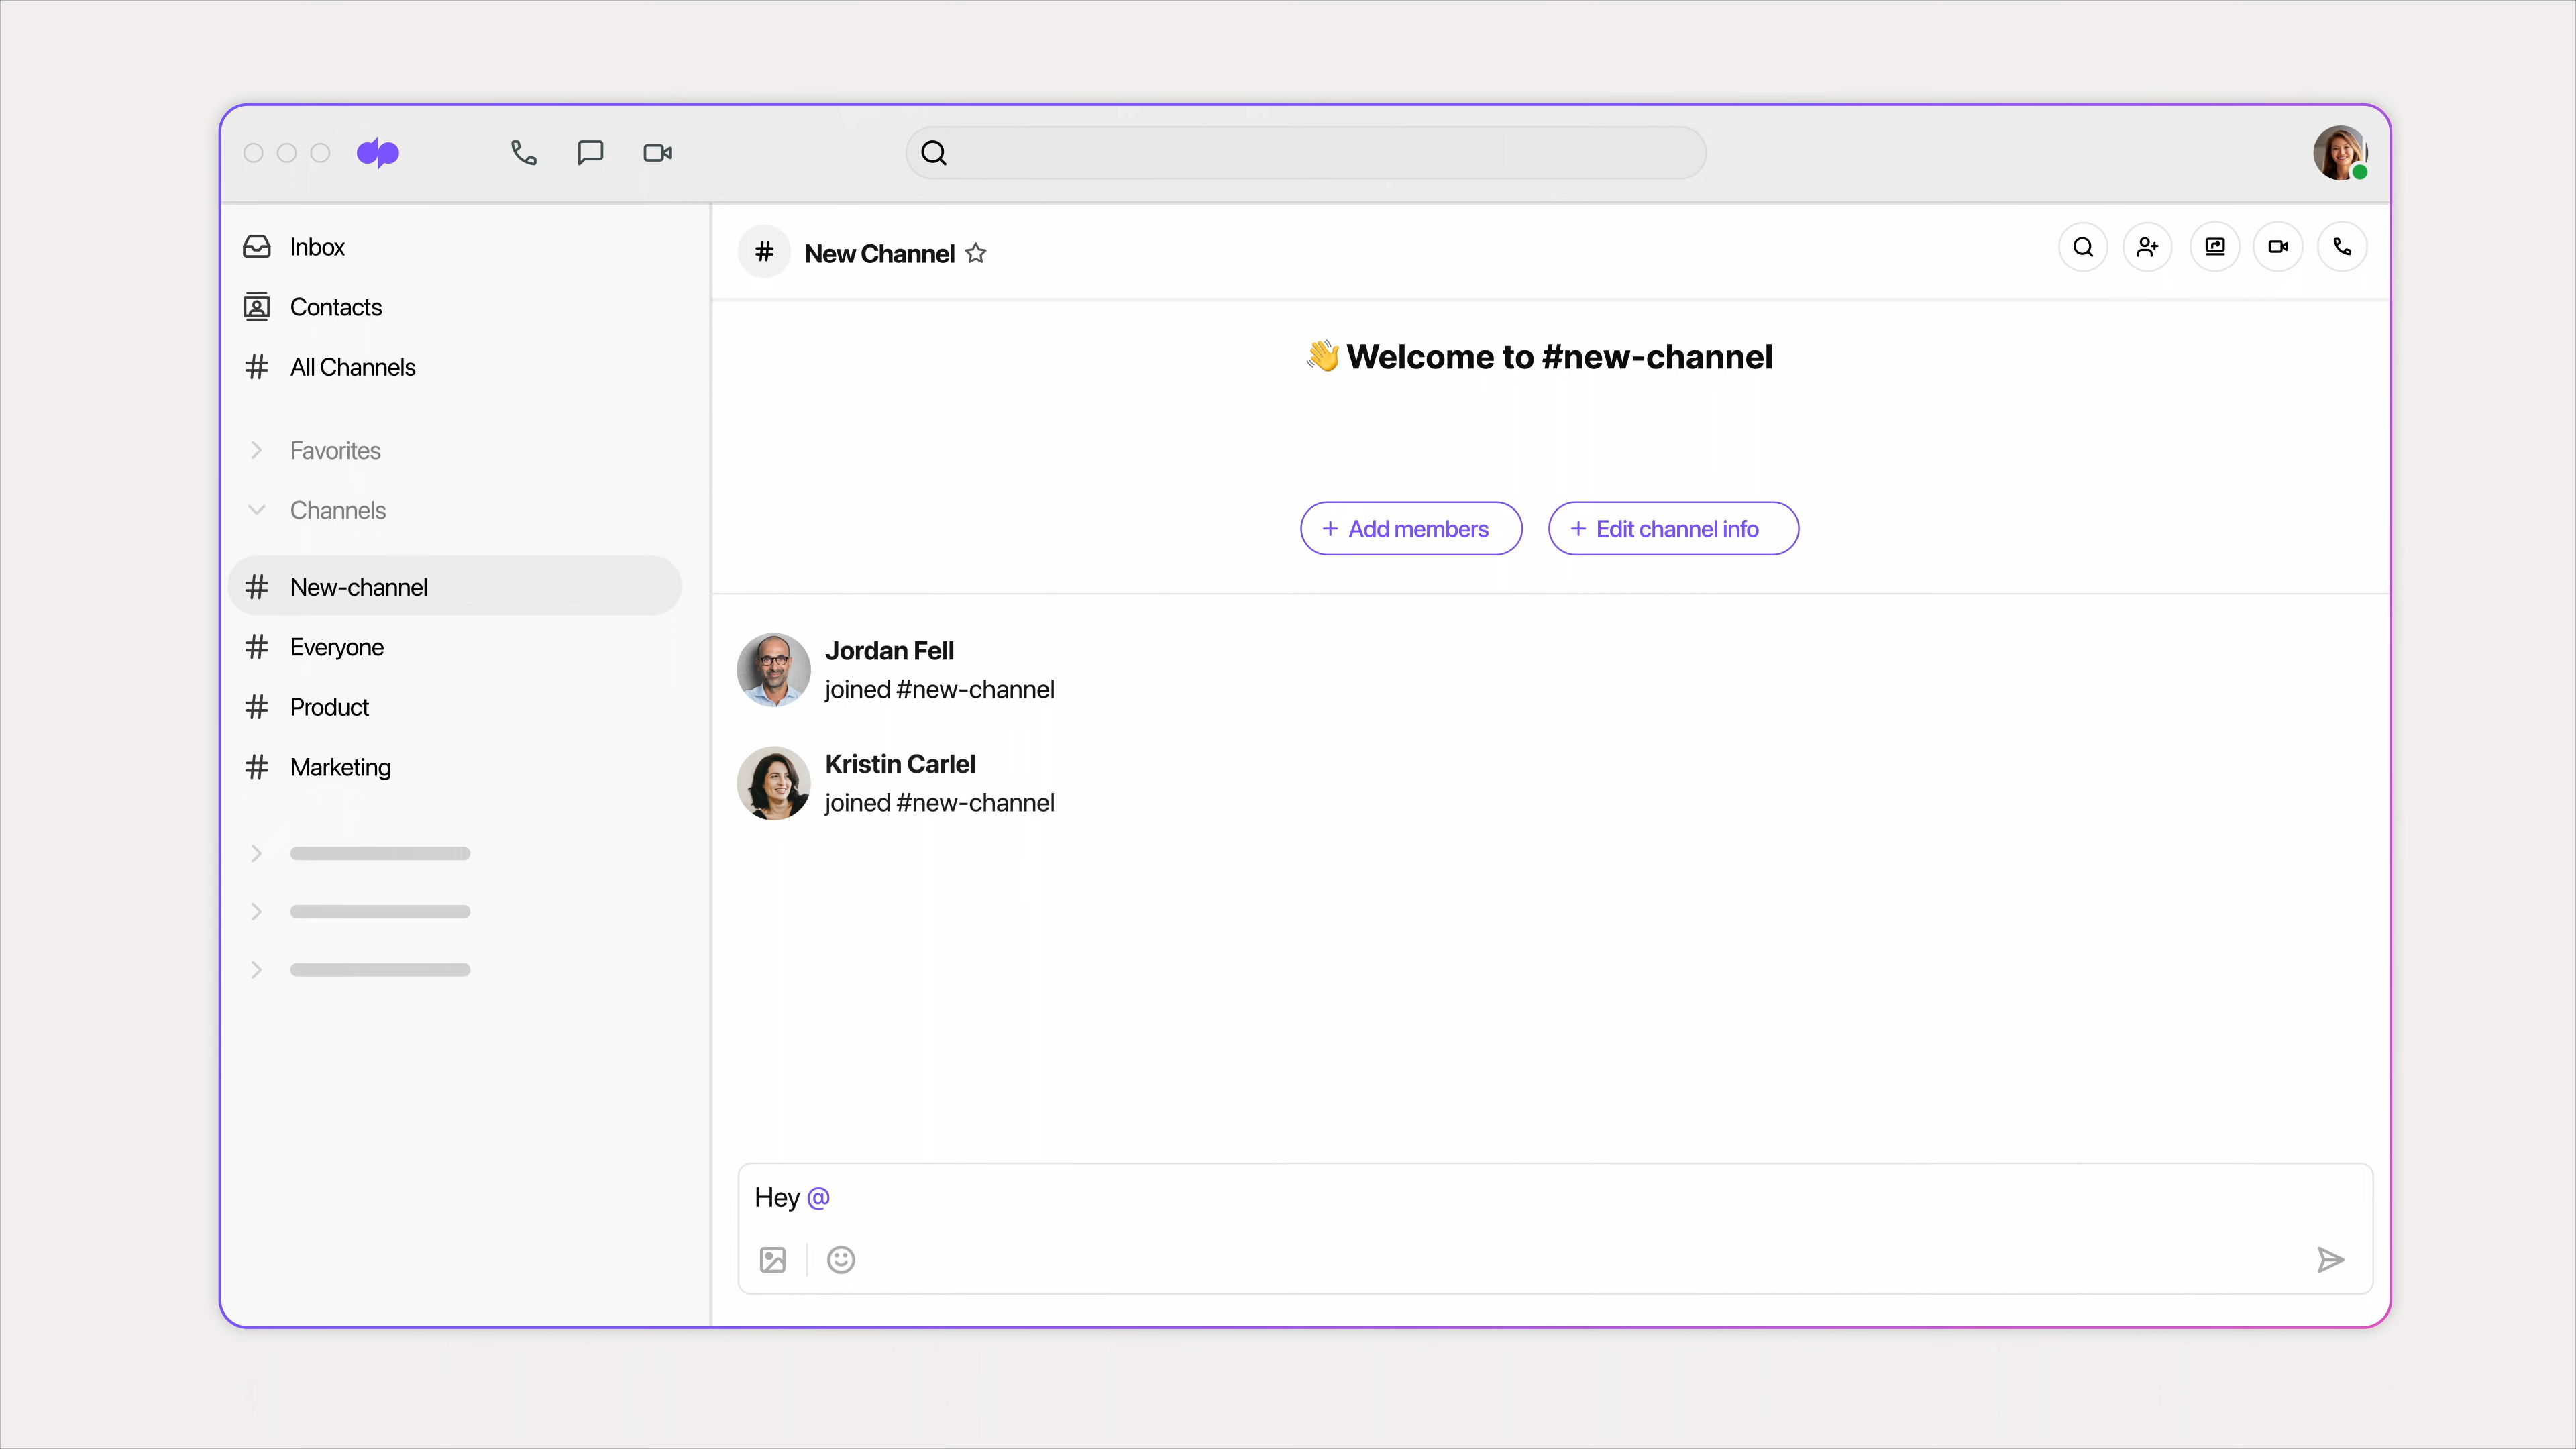 Inbox
Contacts
# All Channels
Favorites
Channels
# New-channel
# Everyone
# Product
# Marketing
# New Channel
👋 Welcome to #new-channel
+ Add members
+ Edit channel info
Jordan Fell
joined #new-channel
Kristin Carlel
joined #new-channel
Hey @